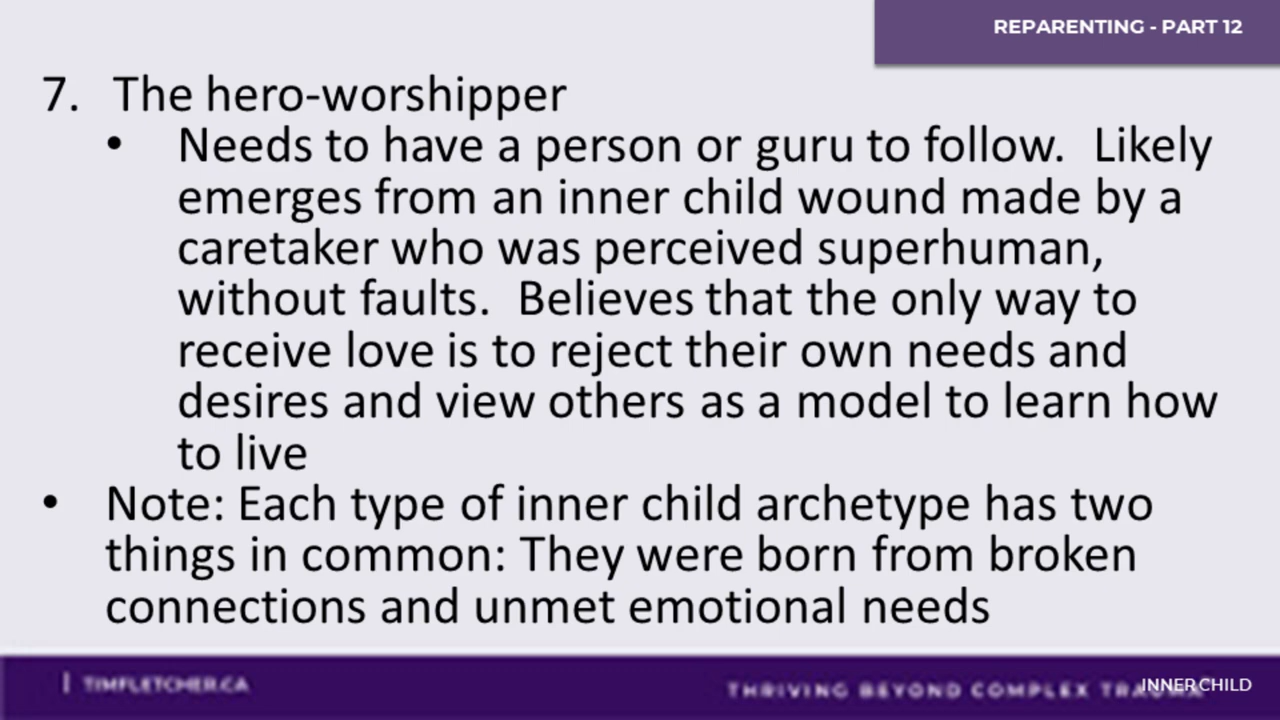 REPARENTING - PART 12
7. The hero-worshipper
• Needs to have a person or guru to follow. Likely
emerges from an inner child wound made by a
caretaker who was perceived superhuman,
without faults. Believes that the only way to
receive love is to reject their own needs and
desires and view others as a model to learn how
to live
• Note: Each type of inner child archetype has two
things in common: They were born from broken
connections and unmet emotional needs
| TIMFLETCHER.CA
THRIVING BEYOND COMPLEX
INNER CHILD